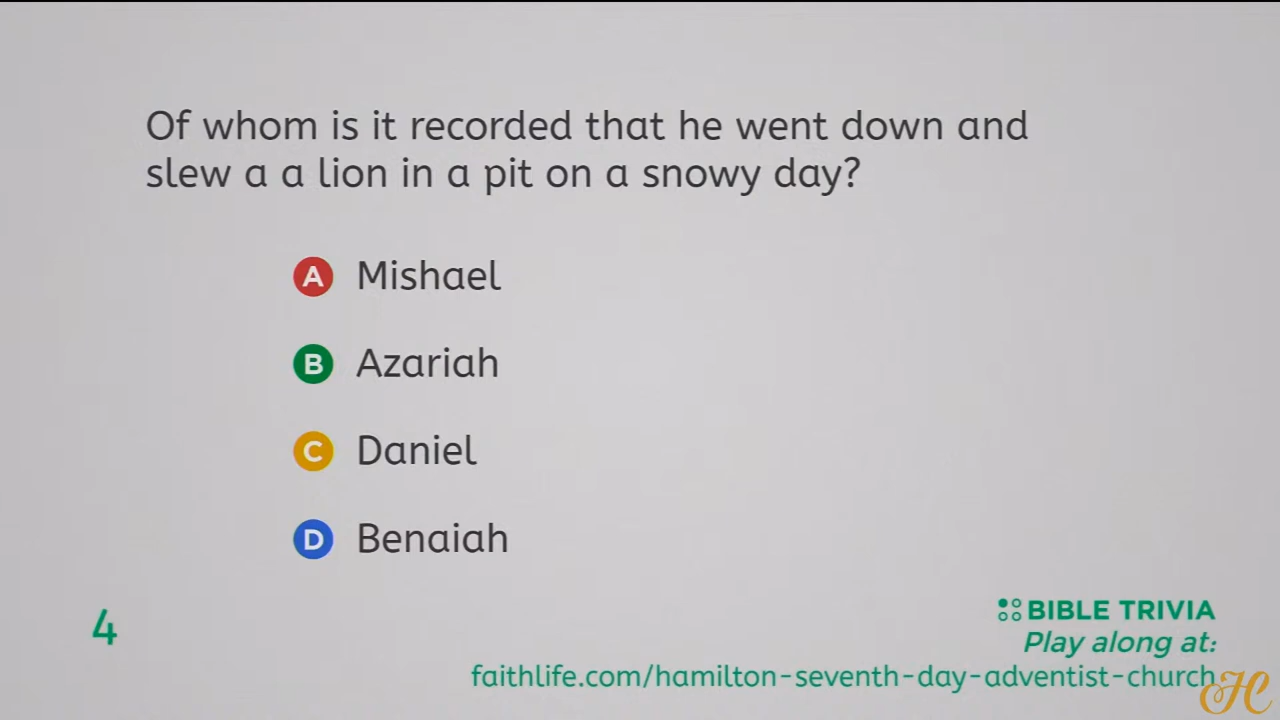 Of whom is it recorded that he went down and
slew a a lion in a pit on a snowy day?
A Mishael
B Azariah
C Daniel
D Benaiah
4
BIBLE TRIVIA
Play along at:
faithlife.com/hamilton-seventh-day-adventist-church
H